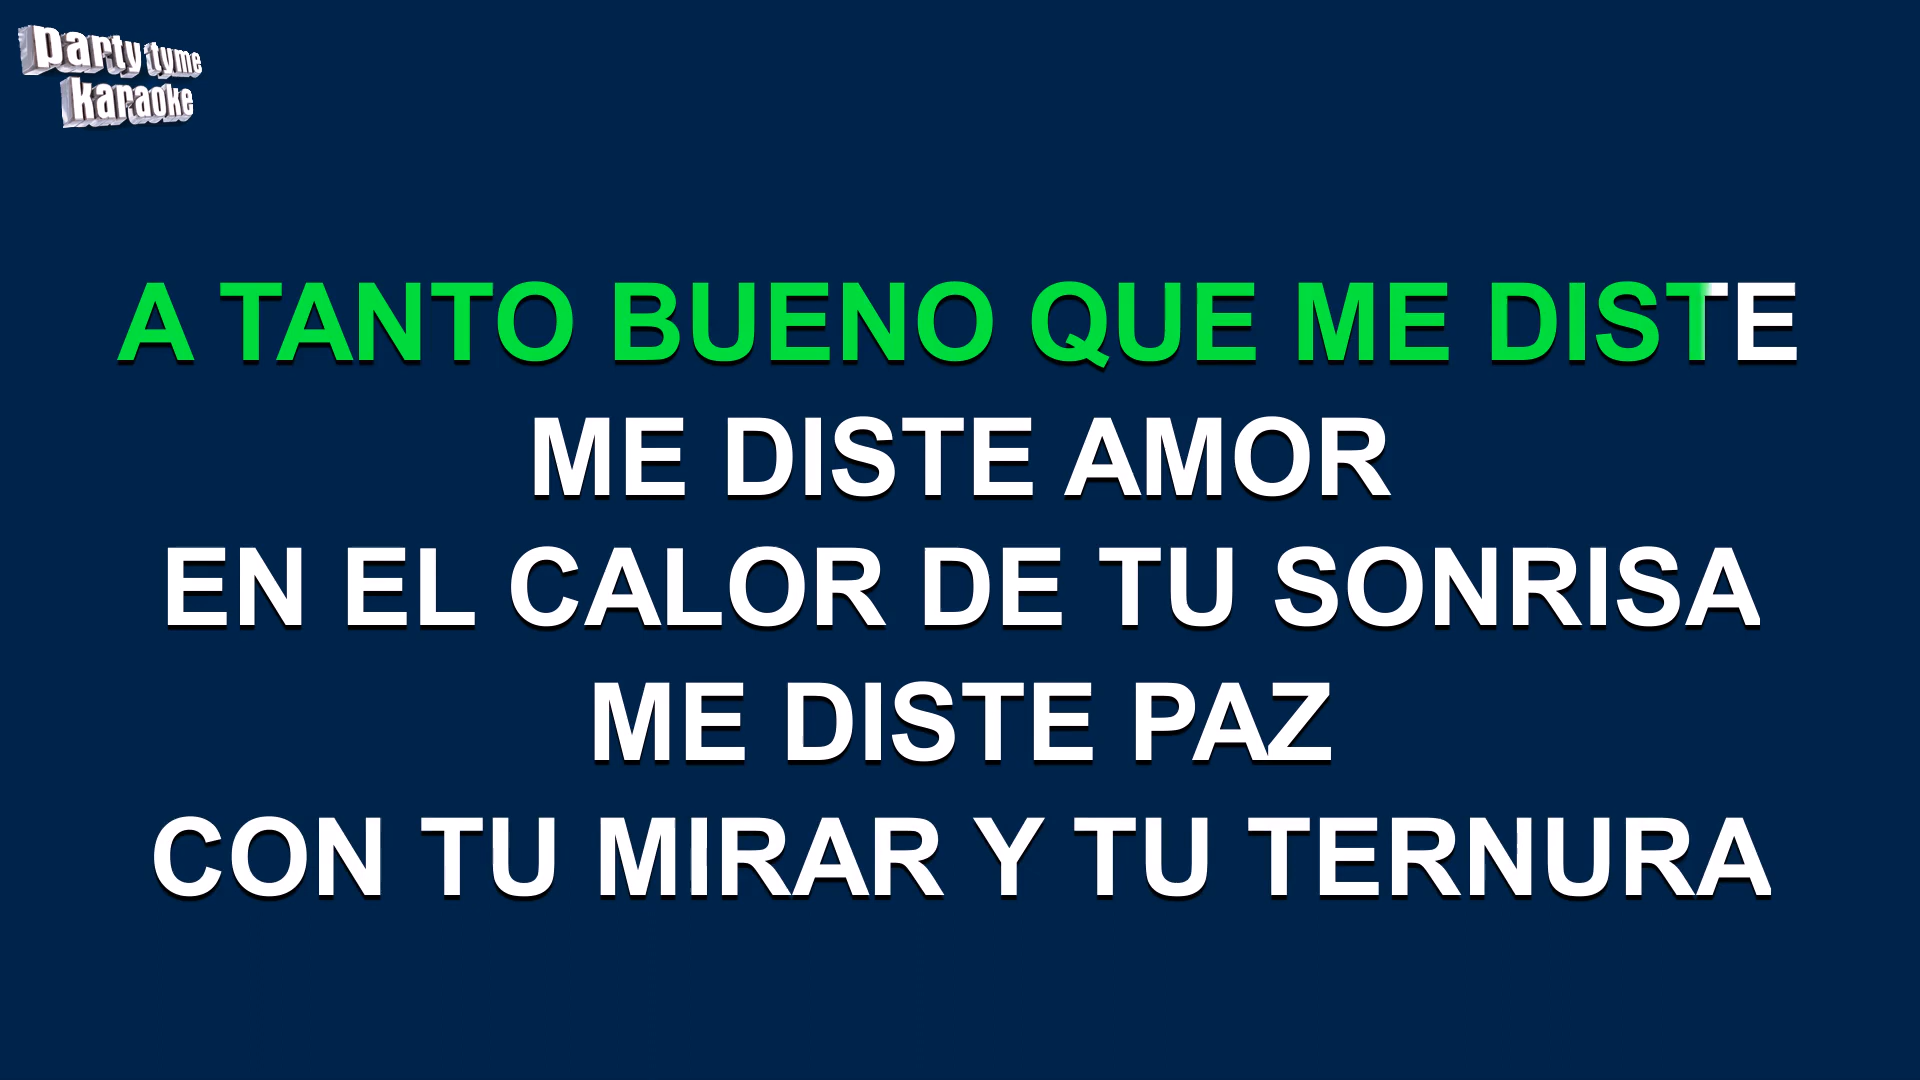 party tyme
karaoke
A TANTO BUENO QUE ME DISTE
ME DISTE AMOR
EN EL CALOR DE TU SONRISA
ME DISTE PAZ
CON TU MIRAR Y TU TERNURA